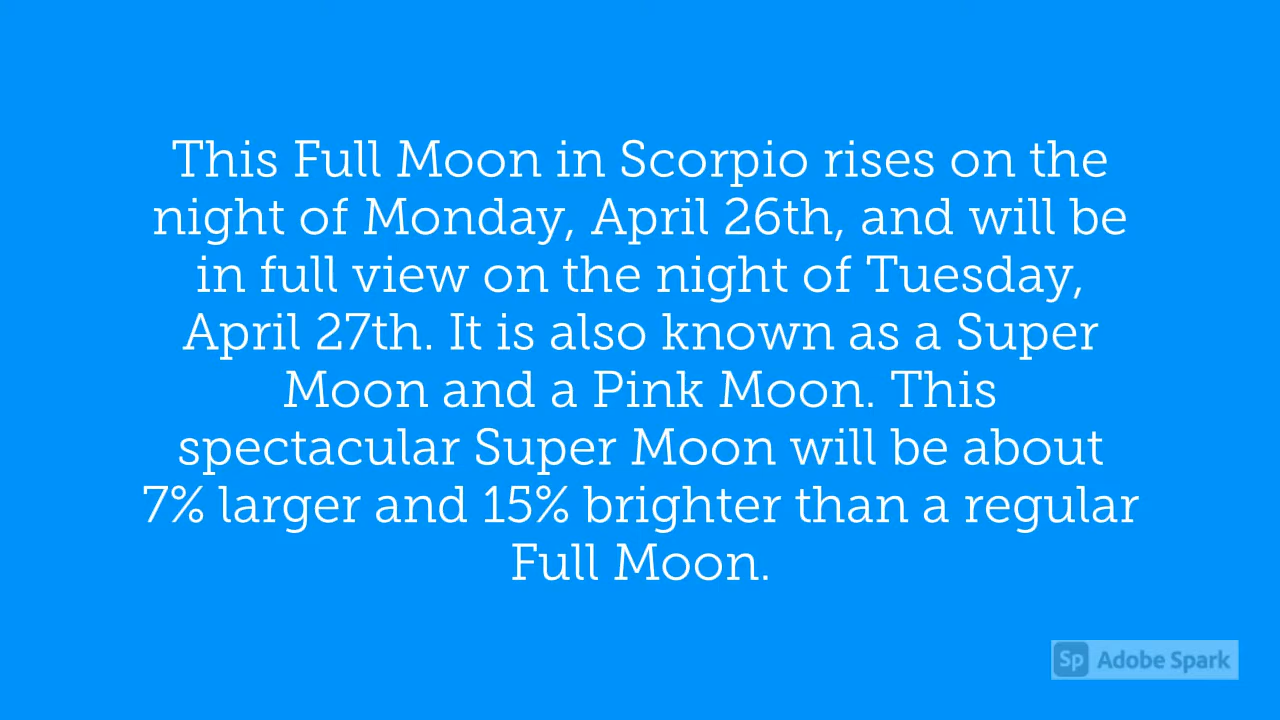 This Full Moon in Scorpio rises on the
night of Monday, April 26th, and will be
in full view on the night of Tuesday,
April 27th. It is also known as a Super
Moon and a Pink Moon. This
spectacular Super Moon will be about
7% larger and 15% brighter than a regular
Full Moon.
Sp Adobe Spark